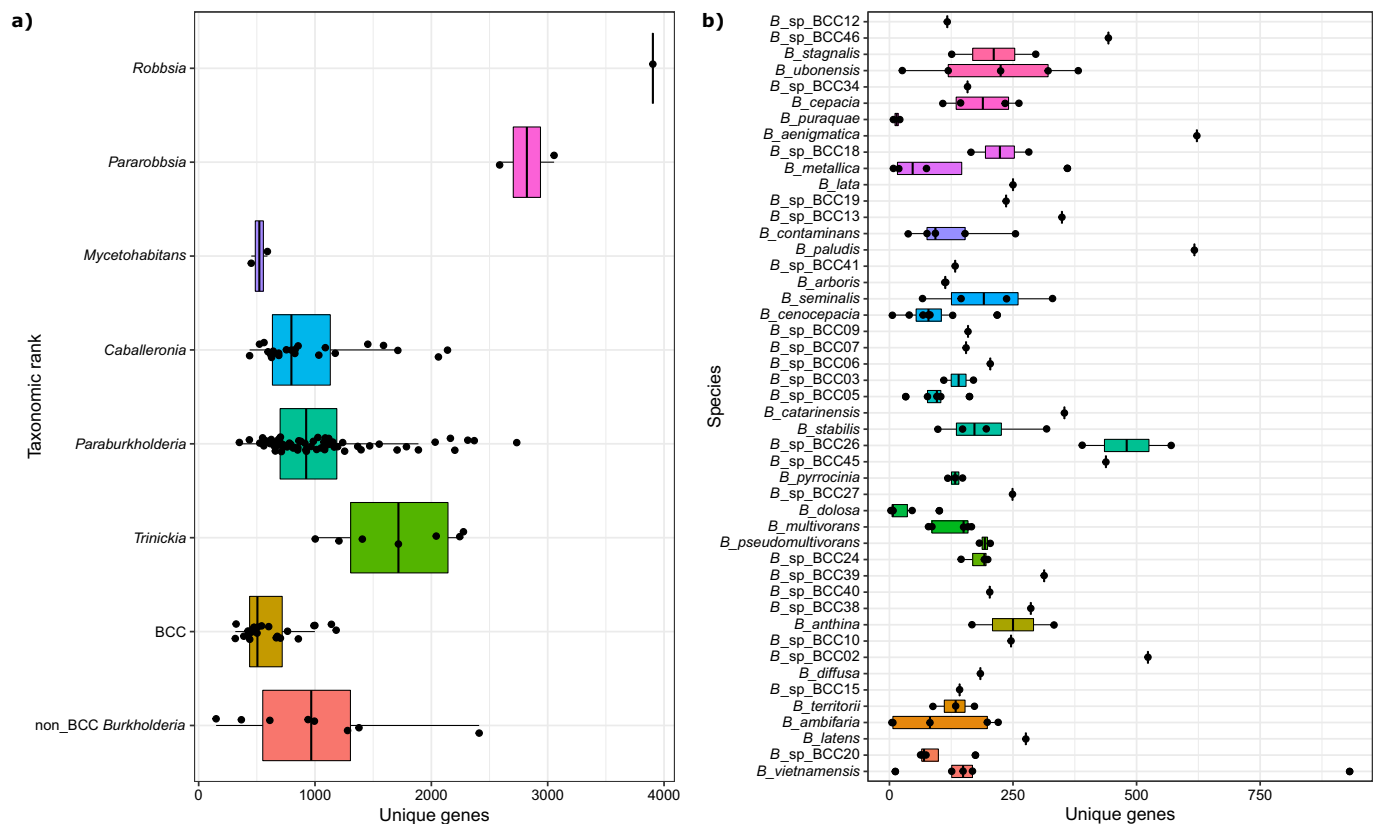 a)
Taxonomic rank
Robbsia
Pararobbsia
Mycetohabitans
Caballeronia
Paraburkholderia
Trinickia
BCC
non_BCC Burkholderia
0 1000 2000 3000 4000
Unique genes
b)
Species
B_sp_BCC12
B_sp_BCC46
B_stagnalis
B_ubonensis
B_sp_BCC34
B_cepacia
B_puraquae
B_aenigmatica
B_sp_BCC18
B_metallica
B_lata
B_sp_BCC19
B_sp_BCC13
B_contaminans
B_paludis
B_sp_BCC41
B_arboris
B_seminalis
B_cenocepacia
B_sp_BCC09
B_sp_BCC07
B_sp_BCC06
B_sp_BCC03
B_sp_BCC05
B_catarinensis
B_stabilis
B_sp_BCC26
B_sp_BCC45
B_pyrrocinia
B_sp_BCC27
B_dolosa
B_multivorans
B_pseudomultivorans
B_sp_BCC24
B_sp_BCC39
B_sp_BCC40
B_sp_BCC38
B_anthina
B_sp_BCC10
B_sp_BCC02
B_diffusa
B_sp_BCC15
B_territorii
B_ambifaria
B_latens
B_sp_BCC20
B_vietnamensis
0 250 500 750
Unique genes